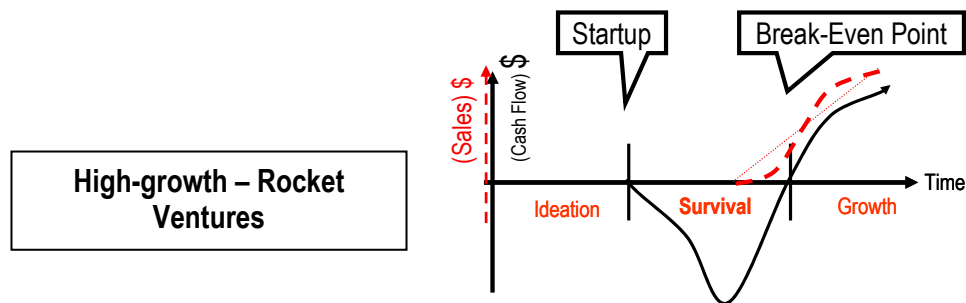 Startup
Break-Even Point
(Sales) $
(Cash Flow) $
High-growth – Rocket
Ventures
Time
Ideation
Survival
Growth